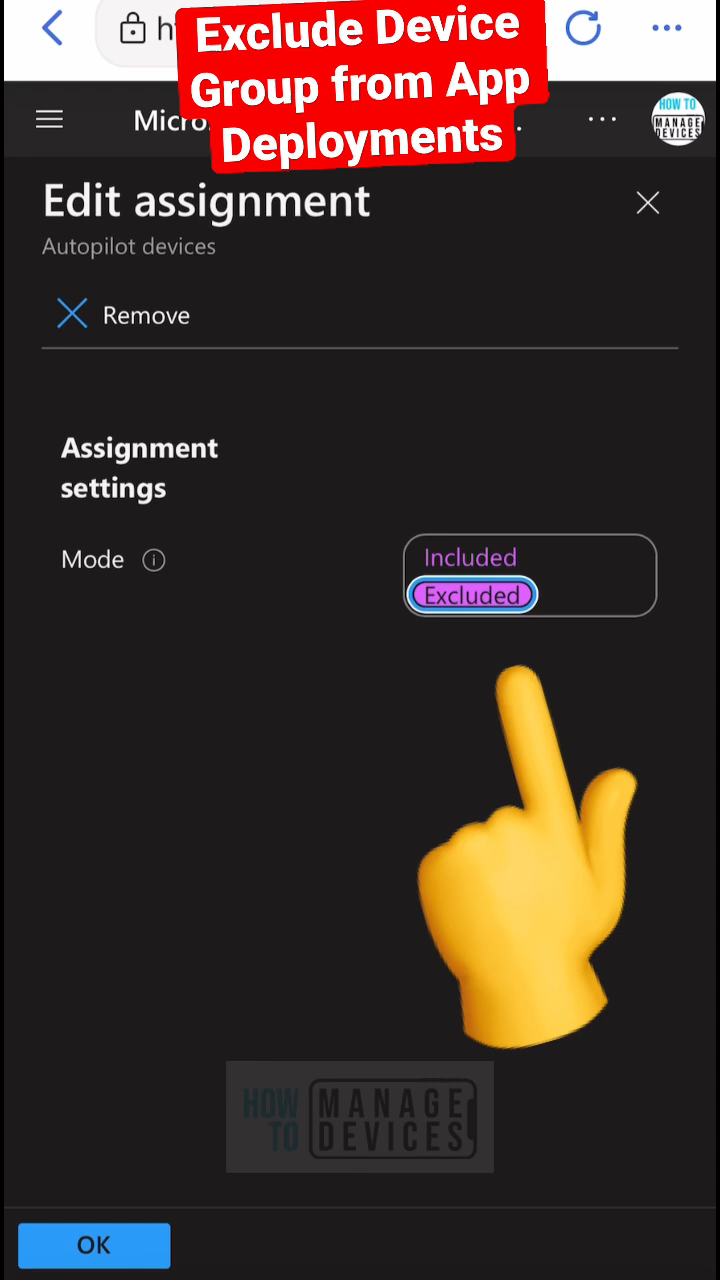 Exclude Device
Group from App
Deployments
HOW TO
MANAGE
DEVICES
Edit assignment
Autopilot devices
Remove
Assignment
settings
Mode
Included
Excluded
HOW TO
MANAGE
DEVICES
OK